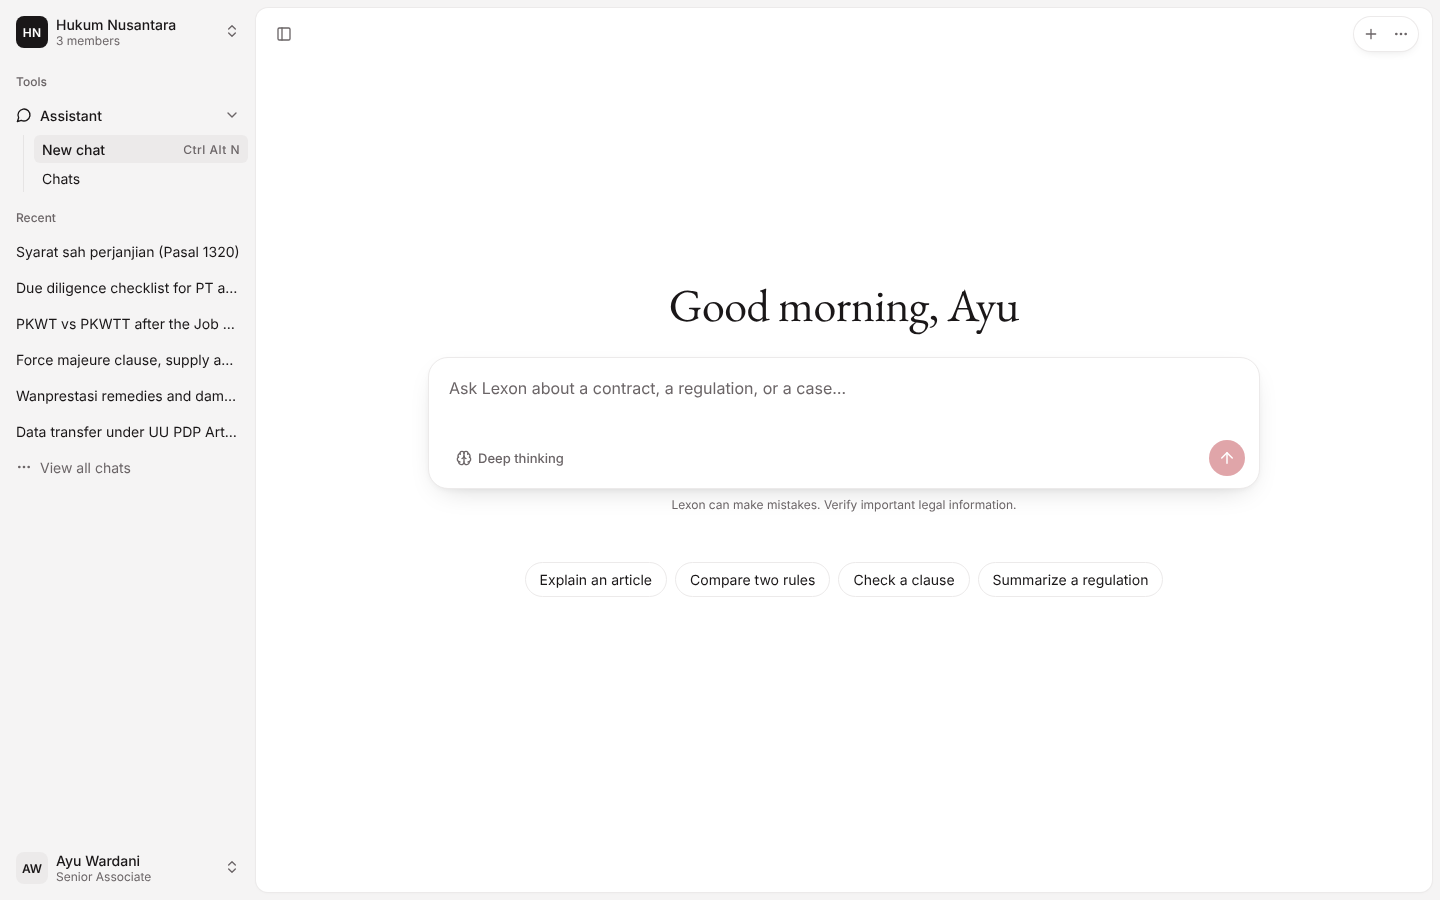 HN
Hukum Nusantara
3 members
Tools
Assistant
New chat Ctrl Alt N
Chats
Recent
Syarat sah perjanjian (Pasal 1320)
Due diligence checklist for PT a...
PKWT vs PKWTT after the Job ...
Force majeure clause, supply a...
Wanprestasi remedies and dam...
Data transfer under UU PDP Art...
View all chats
AW
Ayu Wardani
Senior Associate
Good morning, Ayu
Ask Lexon about a contract, a regulation, or a case...
Deep thinking
Lexon can make mistakes. Verify important legal information.
Explain an article Compare two rules Check a clause Summarize a regulation